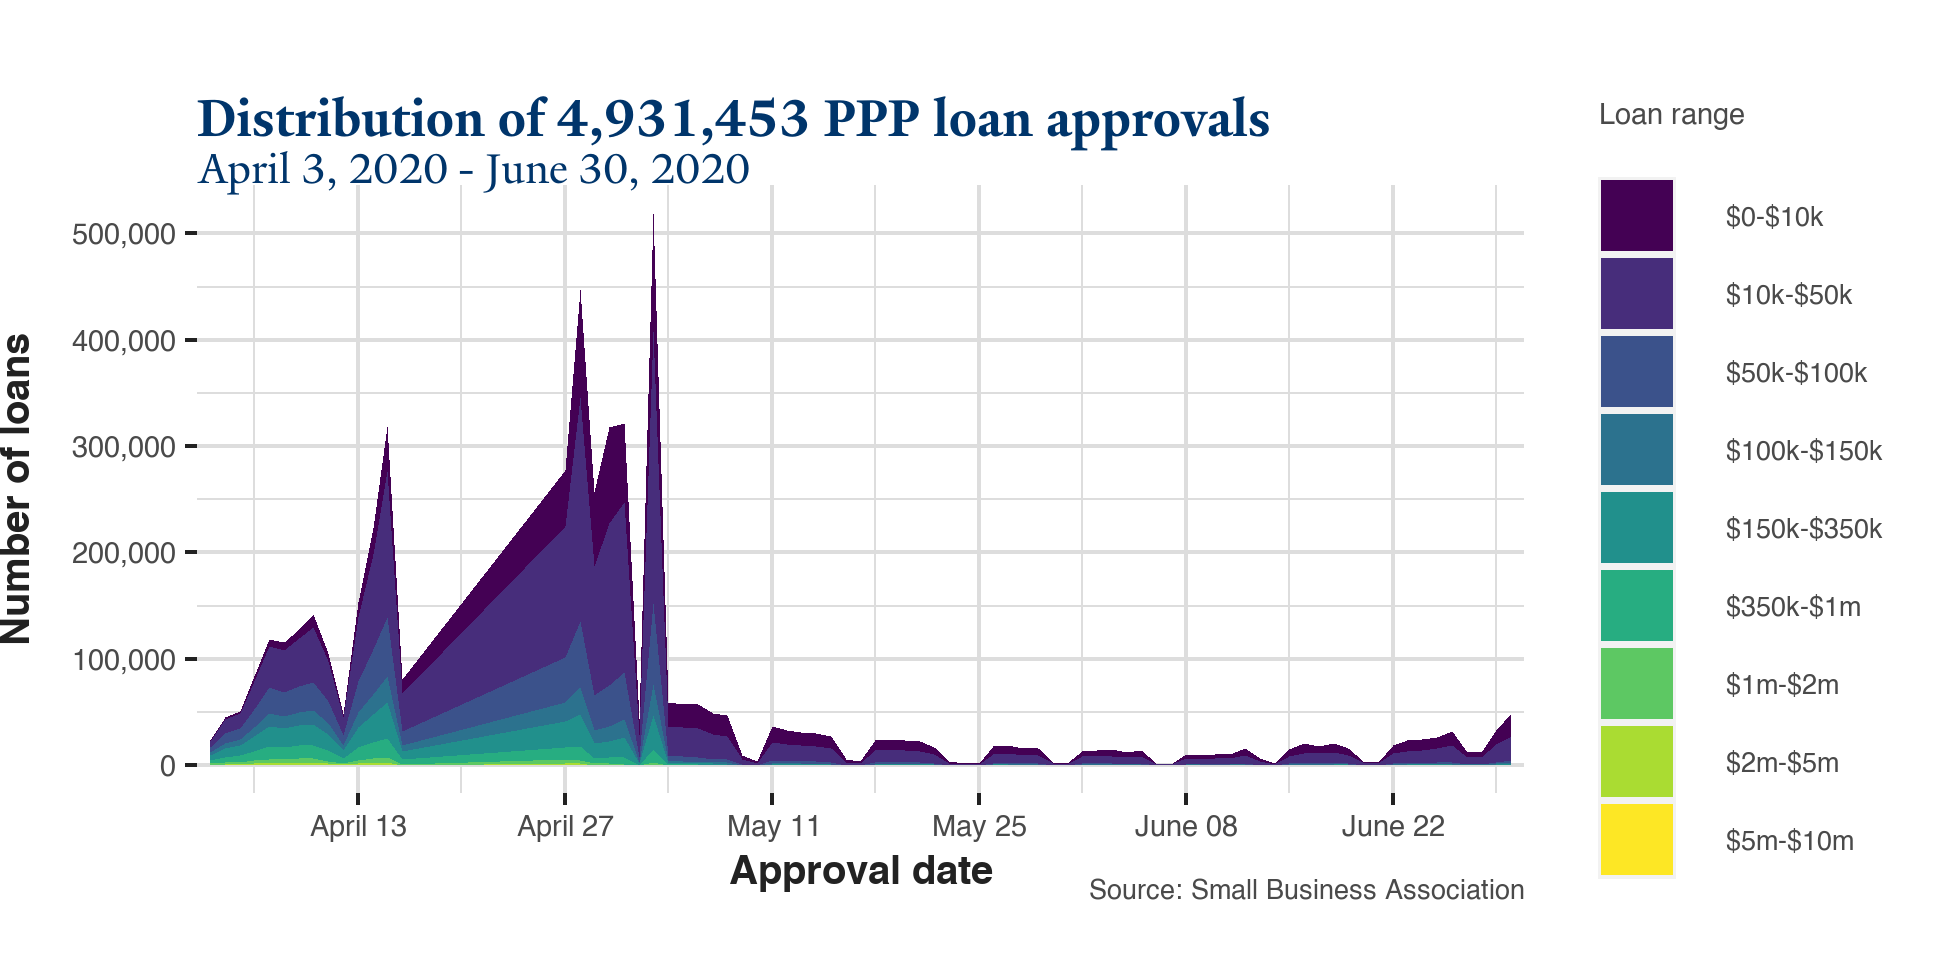 Distribution of 4,931,453 PPP loan approvals
April 3, 2020 - June 30, 2020
Number of loans
500,000
400,000
300,000
200,000
100,000
0
April 13
April 27
May 11
May 25
June 08
June 22
Approval date
Source: Small Business Association
Loan range
$0-$10k
$10k-$50k
$50k-$100k
$100k-$150k
$150k-$350k
$350k-$1m
$1m-$2m
$2m-$5m
$5m-$10m